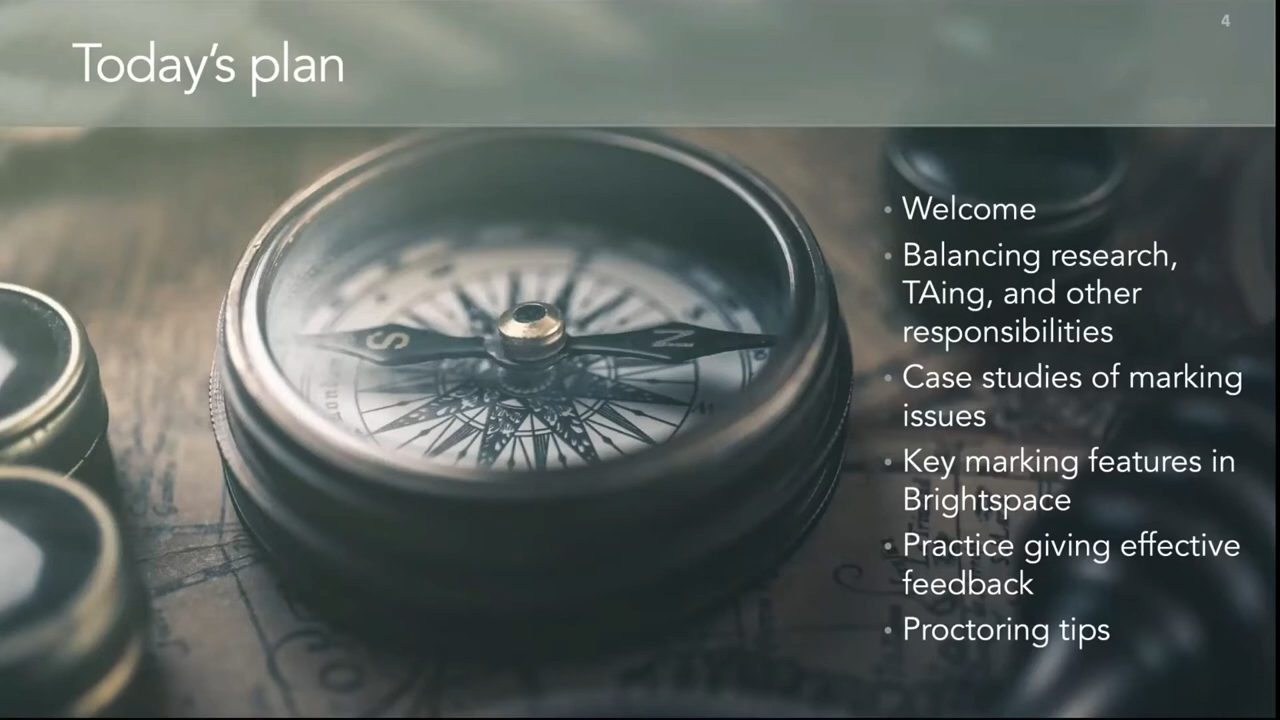 4
Today's plan
• Welcome
• Balancing research,
TAing, and other
responsibilities
• Case studies of marking
issues
• Key marking features in
Brightspace
• Practice giving effective
feedback
• Proctoring tips
S
N